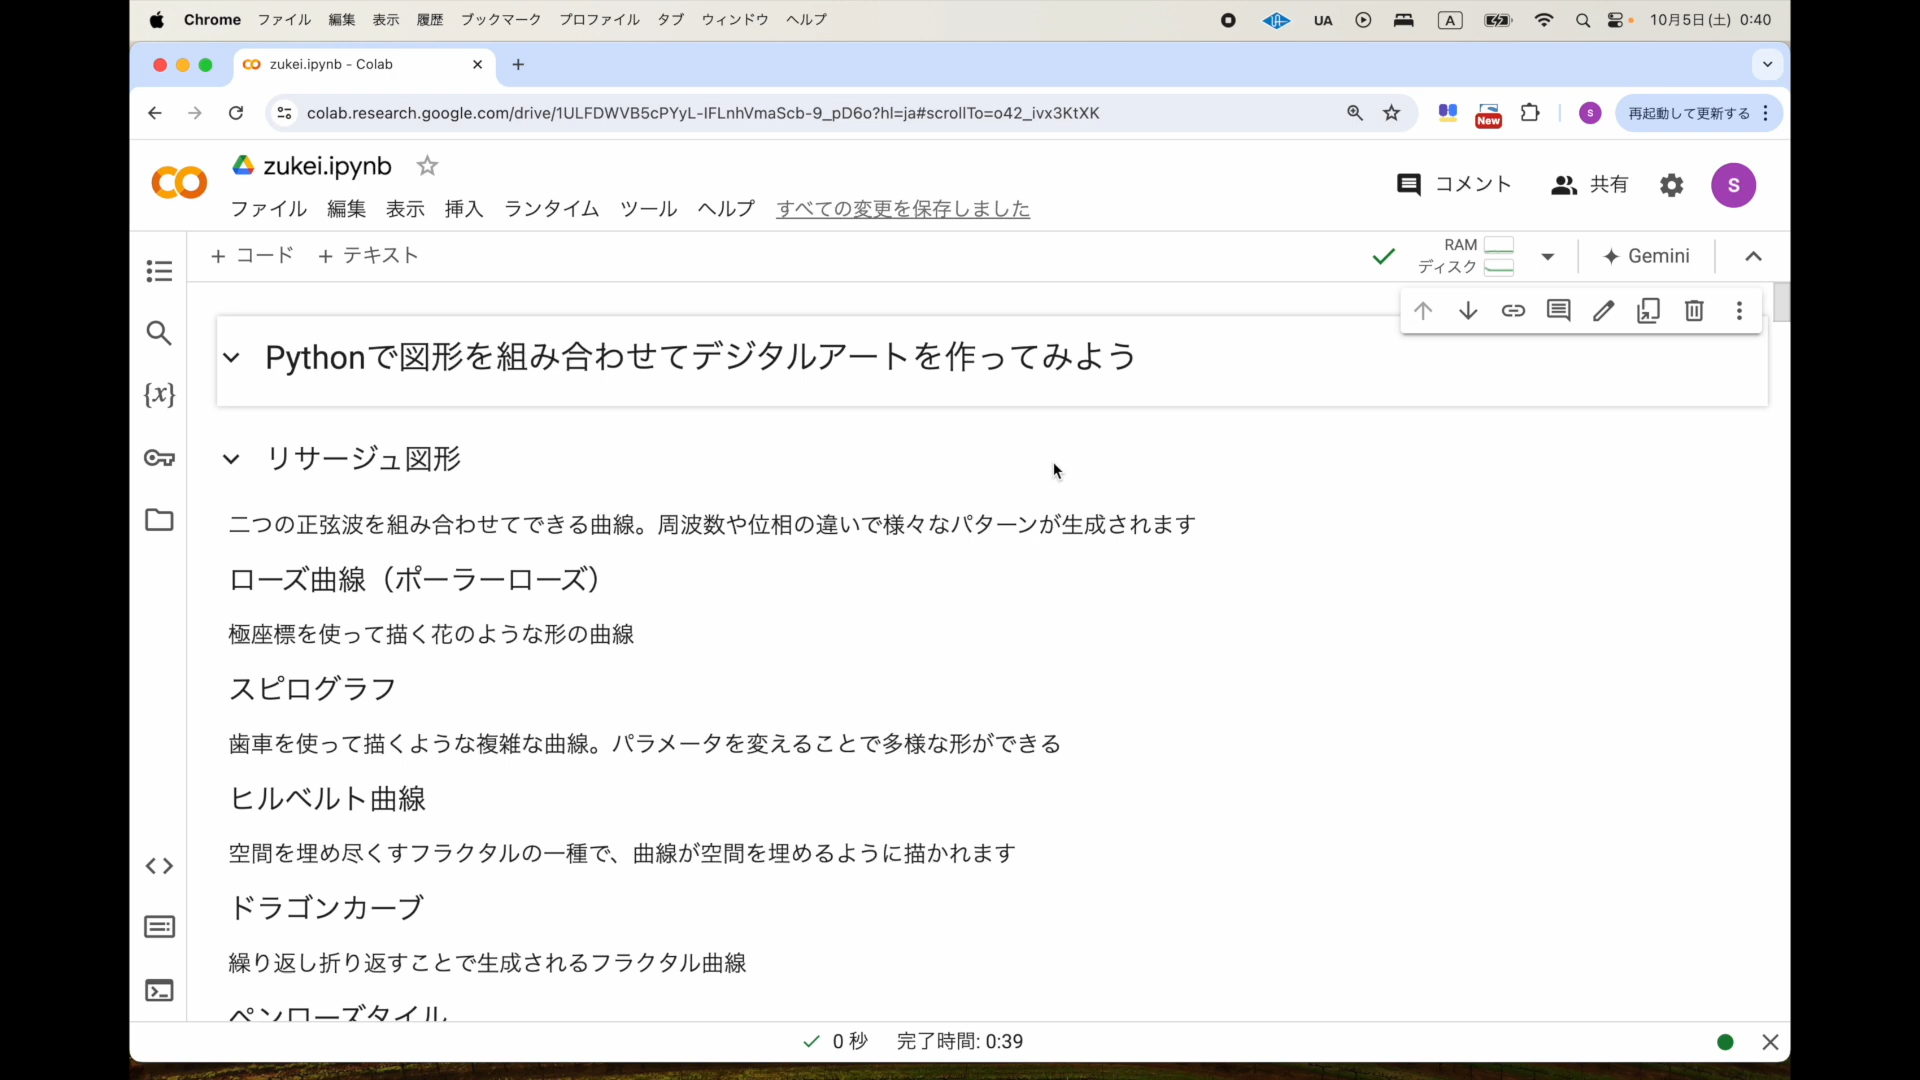 Chrome ファイル 編集 表示 履歴 ブックマーク プロファイル タブ ウィンドウ ヘルプ UA A 10月5日(土) 0:40
zukei.ipynb - Colab
colab.research.google.com/drive/1ULFDWVB5cPYyL-IFLnhVmaScb-9_pD6o?hl=ja#scrollTo=o42_ivx3KtXK New S 再起動して更新する
zukei.ipynb
コメント 共有 S
ファイル 編集 表示 挿入 ランタイム ツール ヘルプ すべての変更を保存しました
+ コード + テキスト RAM ディスク Gemini
Pythonで図形を組み合わせてデジタルアートを作ってみよう
{x}
リサージュ図形
二つの正弦波を組み合わせてできる曲線。周波数や位相の違いで様々なパターンが生成されます
ローズ曲線（ポーラーローズ）
極座標を使って描く花のような形の曲線
スピログラフ
歯車を使って描くような複雑な曲線。パラメータを変えることで多様な形ができる
ヒルベルト曲線
空間を埋め尽くすフラクタルの一種で、曲線が空間を埋めるように描かれます
ドラゴンカーブ
繰り返し折り返すことで生成されるフラクタル曲線
ペンローズタイル
0 秒 完了時間: 0:39